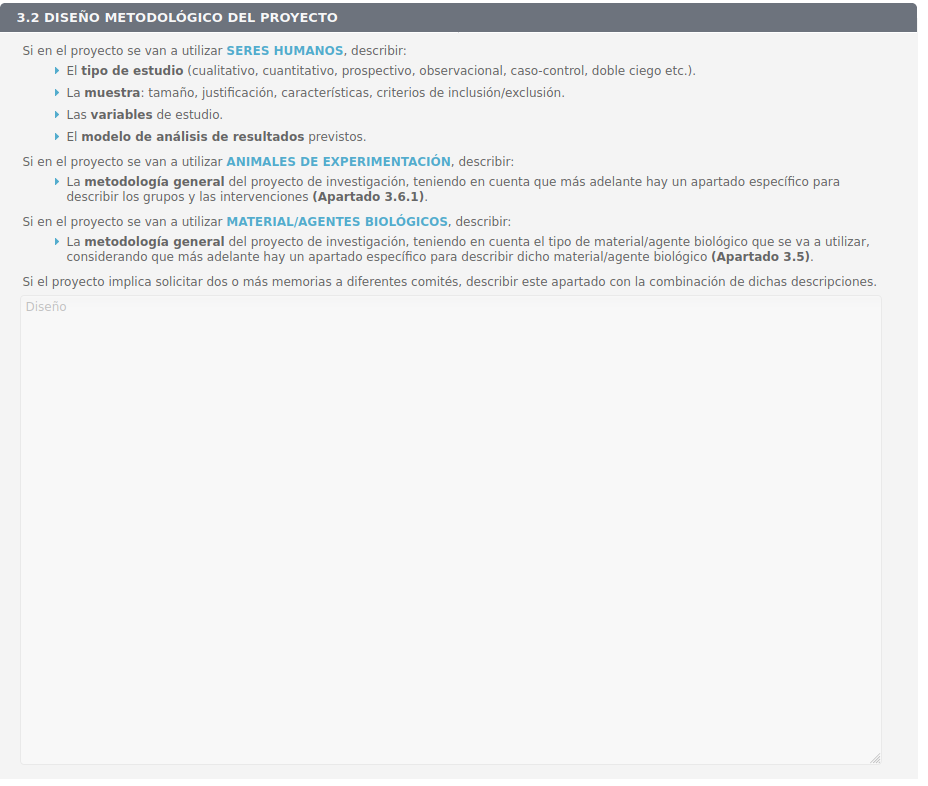 3.2 DISEÑO METODOLÓGICO DEL PROYECTO
Si en el proyecto se van a utilizar SERES HUMANOS, describir:
El tipo de estudio (cualitativo, cuantitativo, prospectivo, observacional, caso-control, doble ciego etc.).
La muestra: tamaño, justificación, características, criterios de inclusión/exclusión.
Las variables de estudio.
El modelo de análisis de resultados previstos.
Si en el proyecto se van a utilizar ANIMALES DE EXPERIMENTACIÓN, describir:
La metodología general del proyecto de investigación, teniendo en cuenta que más adelante hay un apartado específico para
describir los grupos y las intervenciones (Apartado 3.6.1).
Si en el proyecto se van a utilizar MATERIAL/AGENTES BIOLÓGICOS, describir:
La metodología general del proyecto de investigación, teniendo en cuenta el tipo de material/agente biológico que se va a utilizar,
considerando que más adelante hay un apartado específico para describir dicho material/agente biológico (Apartado 3.5).
Si el proyecto implica solicitar dos o más memorias a diferentes comités, describir este apartado con la combinación de dichas descripciones.
Diseño